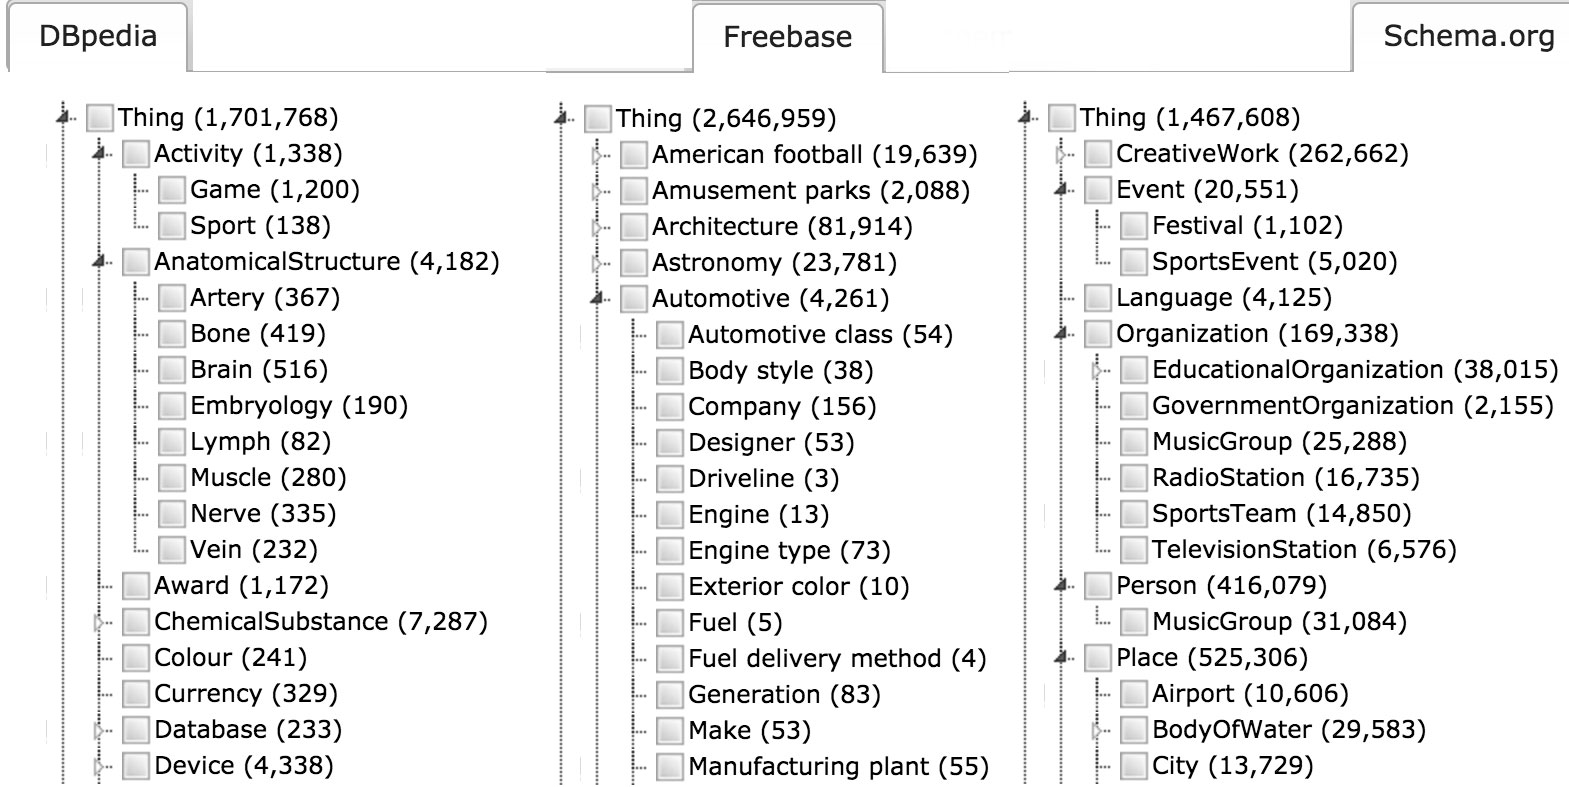 DBpedia
Thing (1,701,768)
Activity (1,338)
Game (1,200)
Sport (138)
AnatomicalStructure (4,182)
Artery (367)
Bone (419)
Brain (516)
Embryology (190)
Lymph (82)
Muscle (280)
Nerve (335)
Vein (232)
Award (1,172)
ChemicalSubstance (7,287)
Colour (241)
Currency (329)
Database (233)
Device (4,338)
Freebase
Thing (2,646,959)
American football (19,639)
Amusement parks (2,088)
Architecture (81,914)
Astronomy (23,781)
Automotive (4,261)
Automotive class (54)
Body style (38)
Company (156)
Designer (53)
Driveline (3)
Engine (13)
Engine type (73)
Exterior color (10)
Fuel (5)
Fuel delivery method (4)
Generation (83)
Make (53)
Manufacturing plant (55)
Schema.org
Thing (1,467,608)
CreativeWork (262,662)
Event (20,551)
Festival (1,102)
SportsEvent (5,020)
Language (4,125)
Organization (169,338)
EducationalOrganization (38,015)
GovernmentOrganization (2,155)
MusicGroup (25,288)
RadioStation (16,735)
SportsTeam (14,850)
TelevisionStation (6,576)
Person (416,079)
MusicGroup (31,084)
Place (525,306)
Airport (10,606)
BodyOfWater (29,583)
City (13,729)